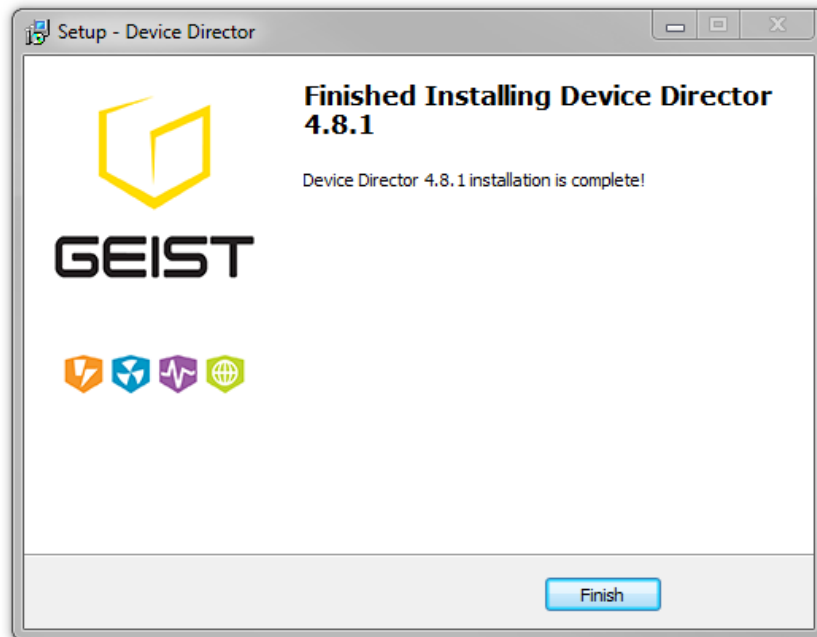 Setup - Device Director
Finished Installing Device Director
4.8.1
Device Director 4.8.1 installation is complete!
GEIST
Finish